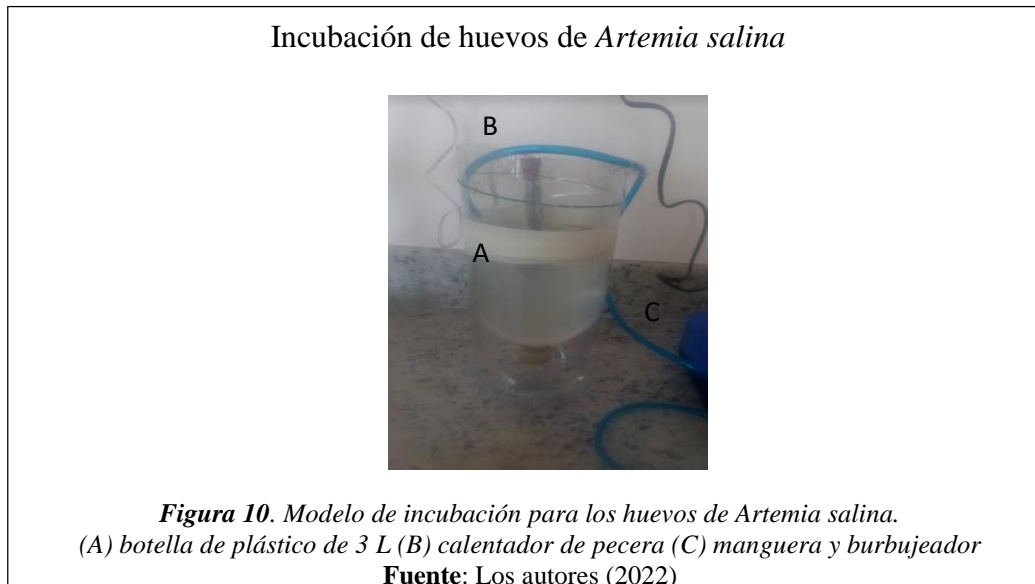 Incubación de huevos de Artemia salina
B
A
C
Figura 10. Modelo de incubación para los huevos de Artemia salina.
(A) botella de plástico de 3 L (B) calentador de pecera (C) manguera y burbujeador
Fuente: Los autores (2022)